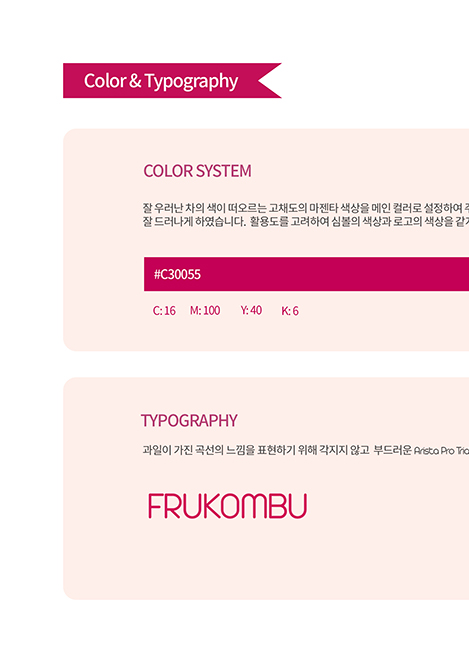 Color & Typography
COLOR SYSTEM
잘 우러난 차의 색이 떠오르는 고채도의 마젠타 색상을 메인 컬러로 설정하여
잘 드러나게 하였습니다. 활용도를 고려하여 심볼의 색상과 로고의 색상을
#C30055
C: 16 M: 100 Y: 40 K: 6
TYPOGRAPHY
과일이 가진 곡선의 느낌을 표현하기 위해 각지지 않고 부드러운 Arista Pro
FRUKOMBU